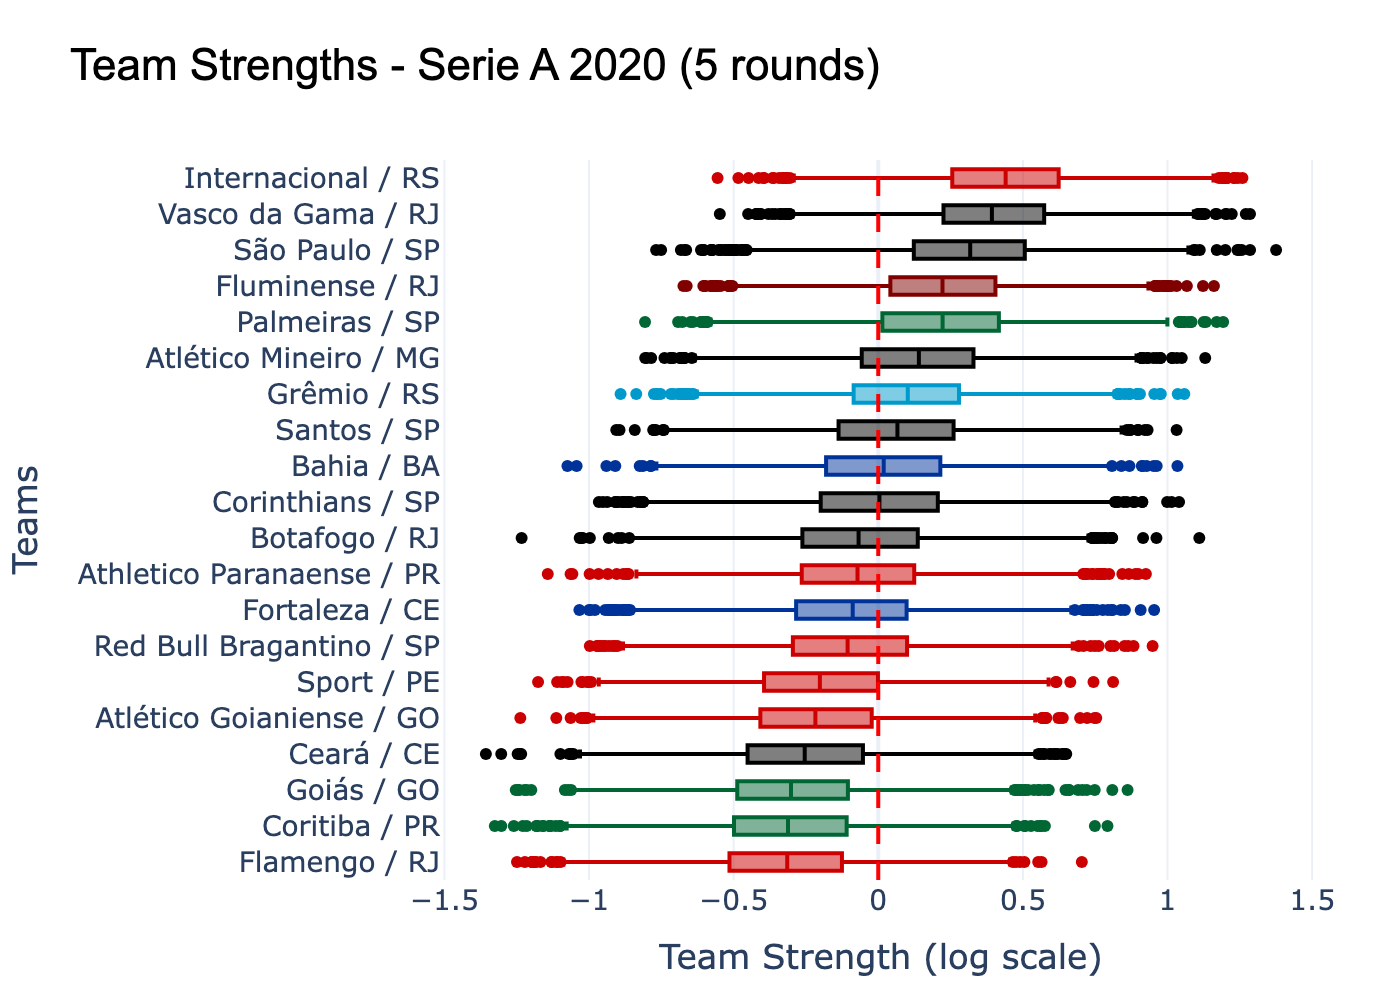 Team Strengths - Serie A 2020 (5 rounds)
Internacional / RS
Vasco da Gama / RJ
São Paulo / SP
Fluminense / RJ
Palmeiras / SP
Atlético Mineiro / MG
Grêmio / RS
Santos / SP
Bahia / BA
Corinthians / SP
Botafogo / RJ
Athletico Paranaense / PR
Fortaleza / CE
Red Bull Bragantino / SP
Sport / PE
Atlético Goianiense / GO
Ceará / CE
Goiás / GO
Coritiba / PR
Flamengo / RJ
Teams
−1.5 −1 −0.5 0 0.5 1 1.5
Team Strength (log scale)